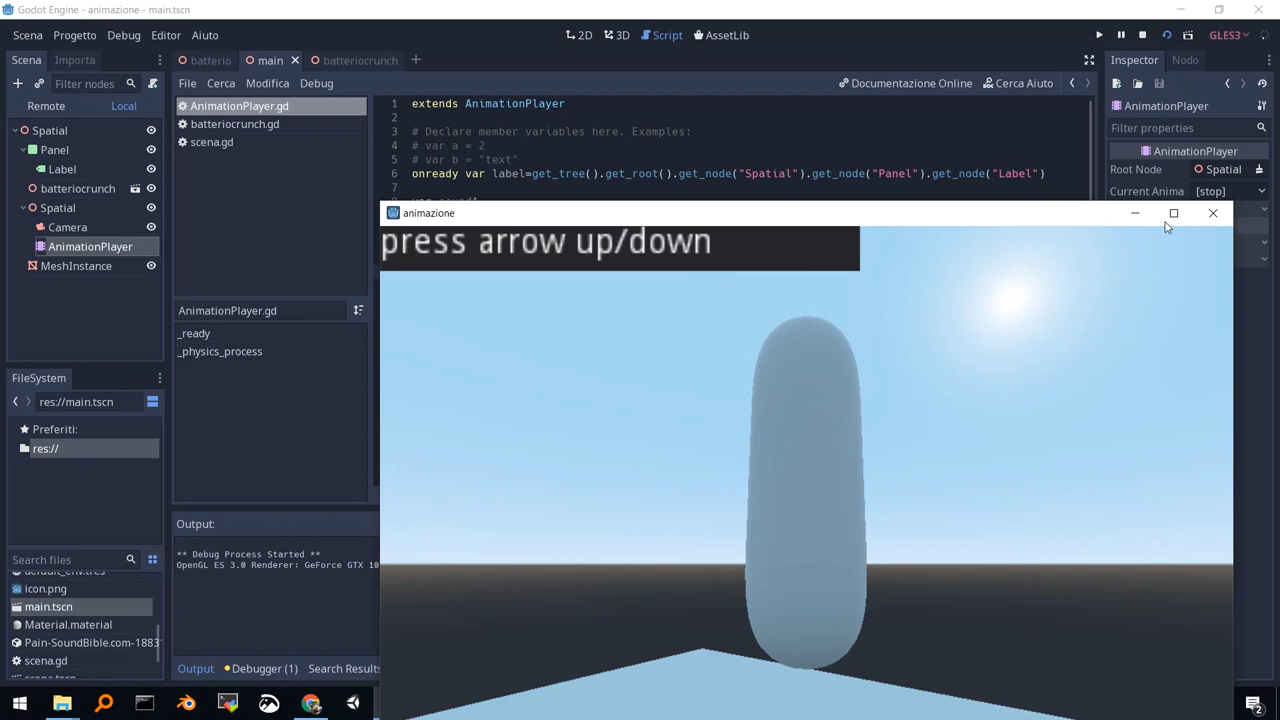 Godot Engine - animazione - main.tscn
Scena Progetto Debug Editor Aiuto
2D 3D Script AssetLib
GLES3
Scena Importa
Filter nodes
Remote Local
Spatial
Panel
Label
batteriocrunch
Spatial
Camera
AnimationPlayer
MeshInstance
FileSystem
res://main.tscn
Preferiti:
res://
Search files
icon.png
main.tscn
Material.material
Pain-SoundBible.com-1883
scena.gd
batterio main batteriocrunch
File Cerca Modifica Debug
Documentazione Online Cerca Aiuto
AnimationPlayer.gd
batteriocrunch.gd
scena.gd
AnimationPlayer.gd
_ready
_physics_process
1 extends AnimationPlayer
2
3 # Declare member variables here. Examples:
4 # var a = 2
5 # var b = "text"
6 onready var label=get_tree().get_root().get_node("Spatial").get_node("Panel").get_node("Label")
7
Output:
** Debug Process Started **
OpenGL ES 3.0 Renderer: GeForce GTX 10
Output Debugger (1) Search Results
animazione
press arrow up/down
Inspector Nodo
AnimationPlayer
Filter properties
AnimationPlayer
Root Node Spatial
Current Anima [stop]
2